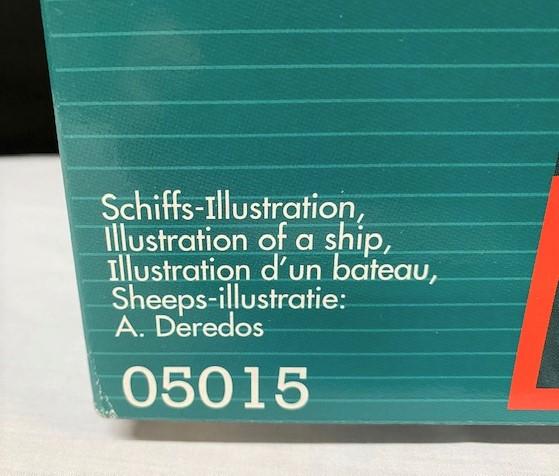 Schiffs-Illustration,
Illustration of a ship,
Illustration d'un bateau,
Sheeps-illustratie:
A. Deredos
05015